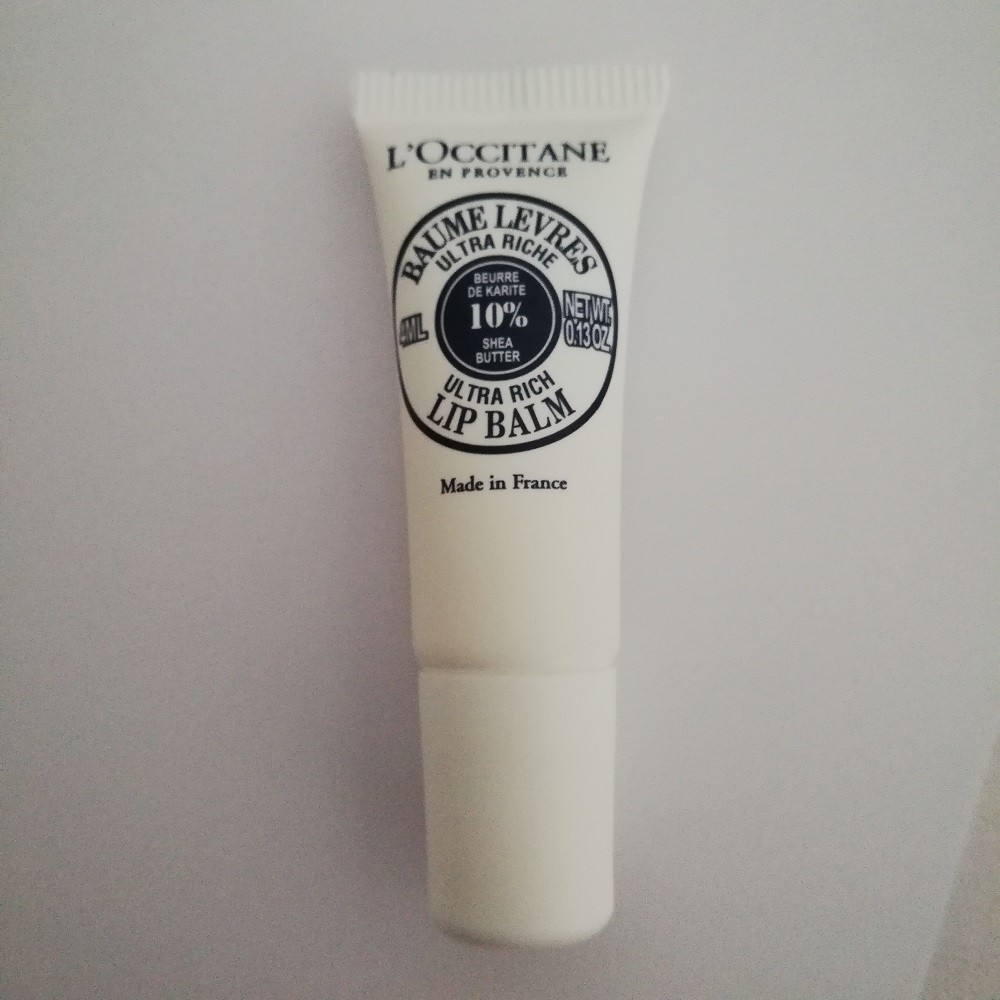 L'OCCITANE
EN PROVENCE
BAUME LEVRES
ULTRA RICHE
BEURRE
DE KARITE
10%
SHEA
BUTTER
4ML
NET WT.
0.13 OZ.
ULTRA RICH
LIP BALM
Made in France